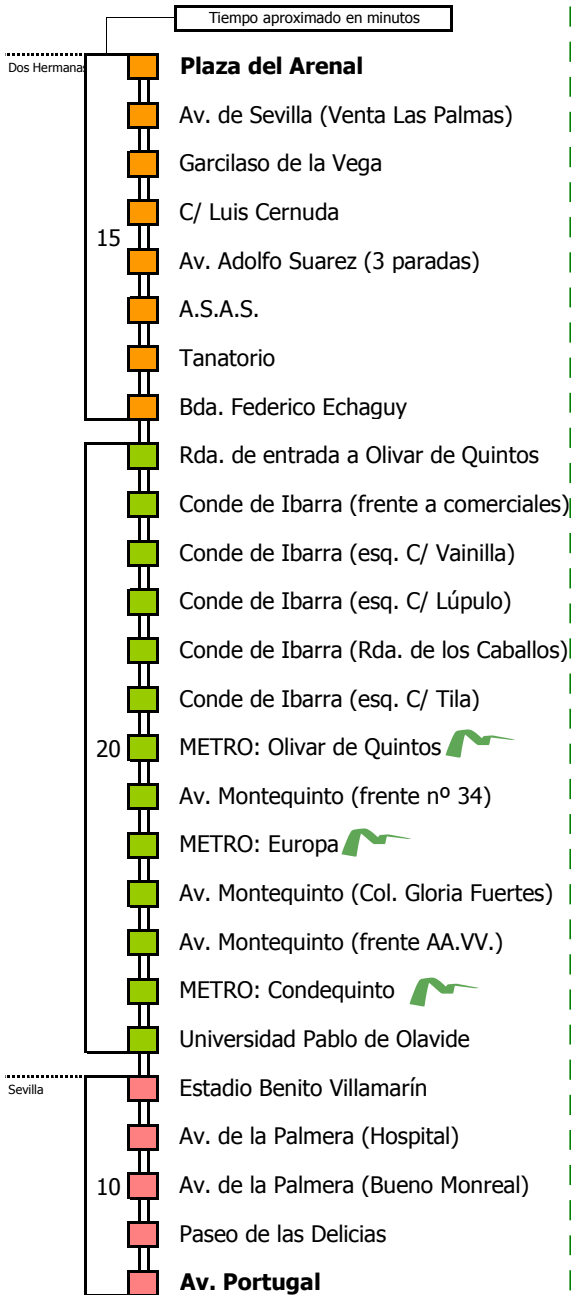 Tiempo aproximado en minutos
Dos Hermanas
Plaza del Arenal
Av. de Sevilla (Venta Las Palmas)
Garcilaso de la Vega
C/ Luis Cernuda
15
Av. Adolfo Suarez (3 paradas)
A.S.A.S.
Tanatorio
Bda. Federico Echaguy
Rda. de entrada a Olivar de Quintos
Conde de Ibarra (frente a comerciales)
Conde de Ibarra (esq. C/ Vainilla)
Conde de Ibarra (esq. C/ Lúpulo)
Conde de Ibarra (Rda. de los Caballos)
Conde de Ibarra (esq. C/ Tila)
20
METRO: Olivar de Quintos
Av. Montequinto (frente nº 34)
METRO: Europa
Av. Montequinto (Col. Gloria Fuertes)
Av. Montequinto (frente AA.VV.)
METRO: Condequinto
Universidad Pablo de Olavide
Sevilla
Estadio Benito Villamarín
Av. de la Palmera (Hospital)
10
Av. de la Palmera (Bueno Monreal)
Paseo de las Delicias
Av. Portugal